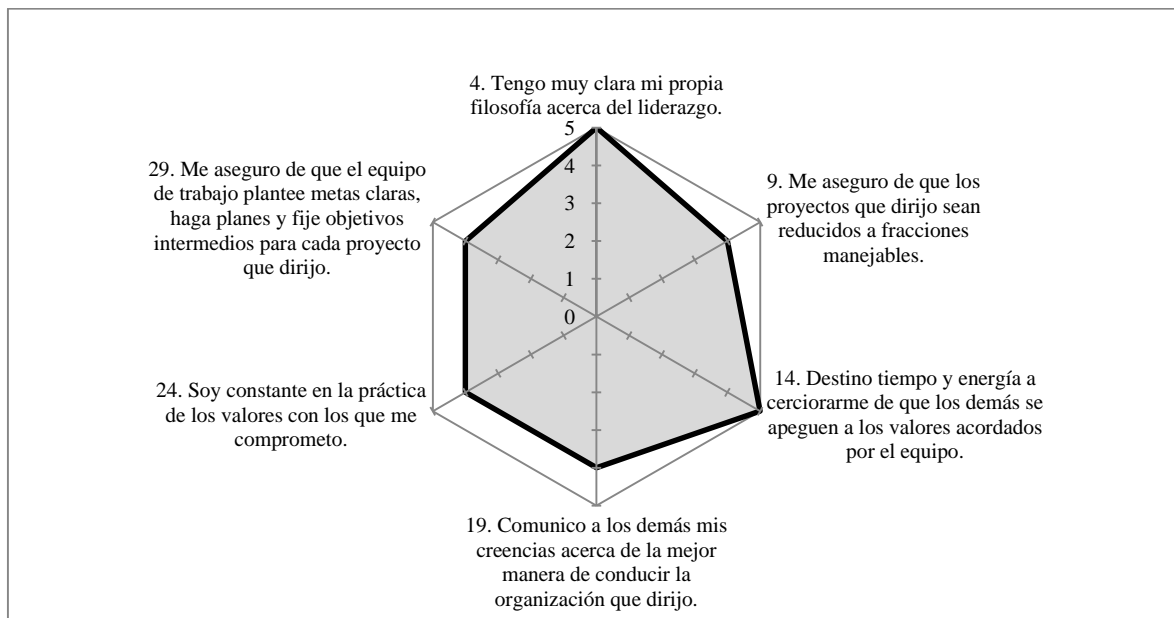 4. Tengo muy clara mi propia
filosofía acerca del liderazgo.
5
4
3
2
1
0
9. Me aseguro de que los
proyectos que dirijo sean
reducidos a fracciones
manejables.
14. Destino tiempo y energía a
cerciorarme de que los demás se
apeguen a los valores acordados
por el equipo.
19. Comunico a los demás mis
creencias acerca de la mejor
manera de conducir la
organización que dirijo.
24. Soy constante en la práctica
de los valores con los que me
comprometo.
29. Me aseguro de que el equipo
de trabajo plantee metas claras,
haga planes y fije objetivos
intermedios para cada proyecto
que dirijo.